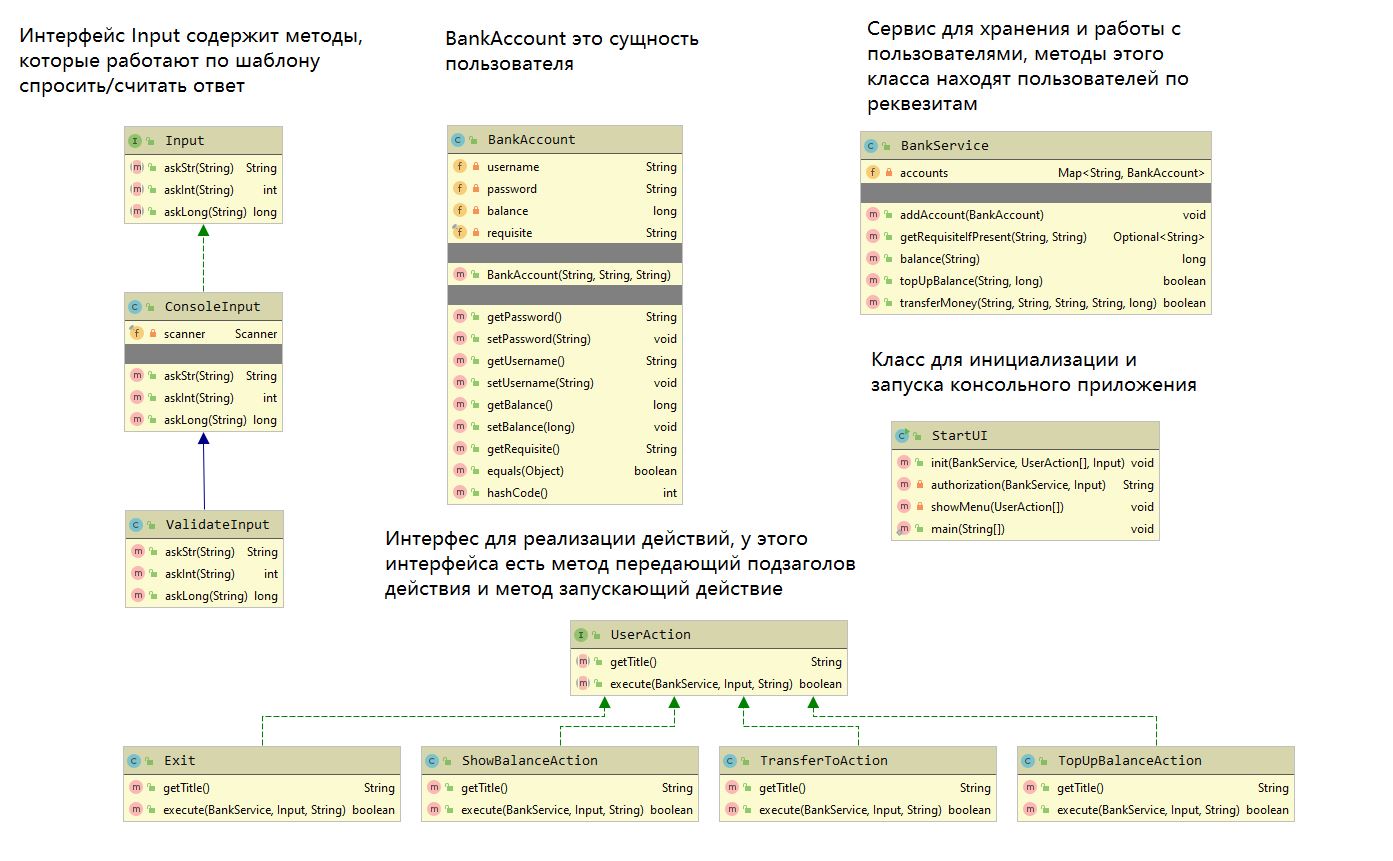 Интерфейс Input содержит методы,
которые работают по шаблону
спросить/считать ответ
BankAccount это сущность
пользователя
Сервис для хранения и работы с
пользователями, методы этого
класса находят пользователей по
реквезитам
Input
askStr(String) String
askInt(String) int
askLong(String) long
ConsoleInput
scanner Scanner
askStr(String) String
askInt(String) int
askLong(String) long
ValidateInput
askStr(String) String
askInt(String) int
askLong(String) long
BankAccount
username String
password String
balance long
requisite String
BankAccount(String, String, String)
getPassword() String
setPassword(String) void
getUsername() String
setUsername(String) void
getBalance() long
setBalance(long) void
getRequisite() String
equals(Object) boolean
hashCode() int
BankService
accounts Map<String, BankAccount>
addAccount(BankAccount) void
getRequisiteIfPresent(String, String) Optional<String>
balance(String) long
topUpBalance(String, long) boolean
transferMoney(String, String, String, String, long) boolean
Класс для инициализации и
запуска консольного приложения
StartUI
init(BankService, UserAction[], Input) void
authorization(BankService, Input) String
showMenu(UserAction[]) void
main(String[]) void
Интерфес для реализации действий, у этого
интерфейса есть метод передающий подзаголов
действия и метод запускающий действие
UserAction
getTitle() String
execute(BankService, Input, String) boolean
Exit
getTitle() String
execute(BankService, Input, String) boolean
ShowBalanceAction
getTitle() String
execute(BankService, Input, String) boolean
TransferToAction
getTitle() String
execute(BankService, Input, String) boolean
TopUpBalanceAction
getTitle() String
execute(BankService, Input, String) boolean